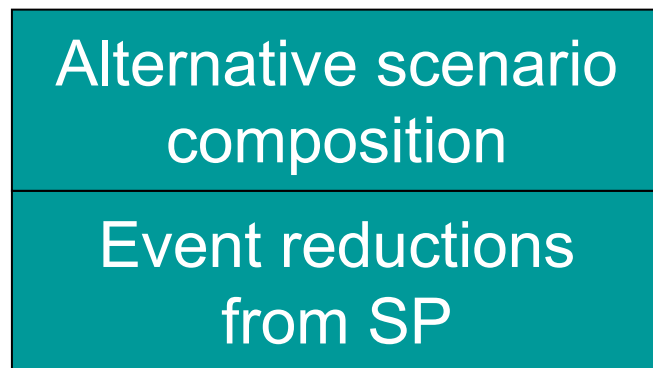 Alternative scenario
composition
Event reductions
from SP